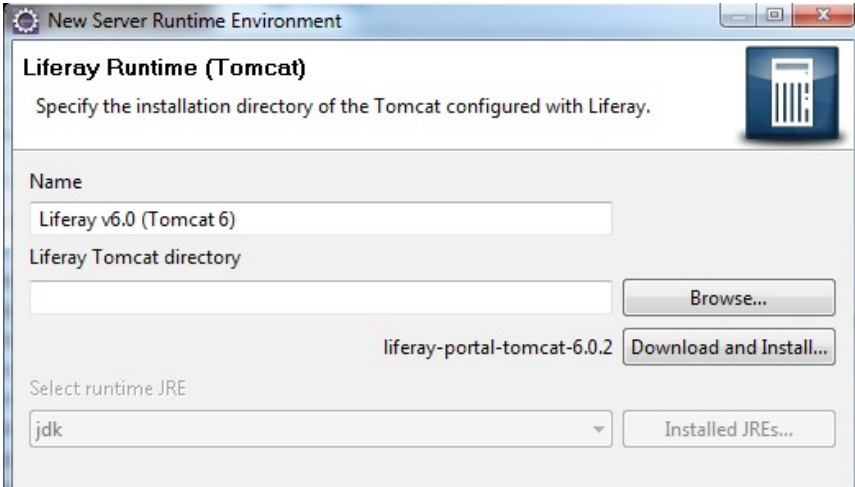 New Server Runtime Environment
Liferay Runtime (Tomcat)
Specify the installation directory of the Tomcat configured with Liferay.
Name
Liferay v6.0 (Tomcat 6)
Liferay Tomcat directory
Browse...
liferay-portal-tomcat-6.0.2 Download and Install...
Select runtime JRE
jdk Installed JREs...